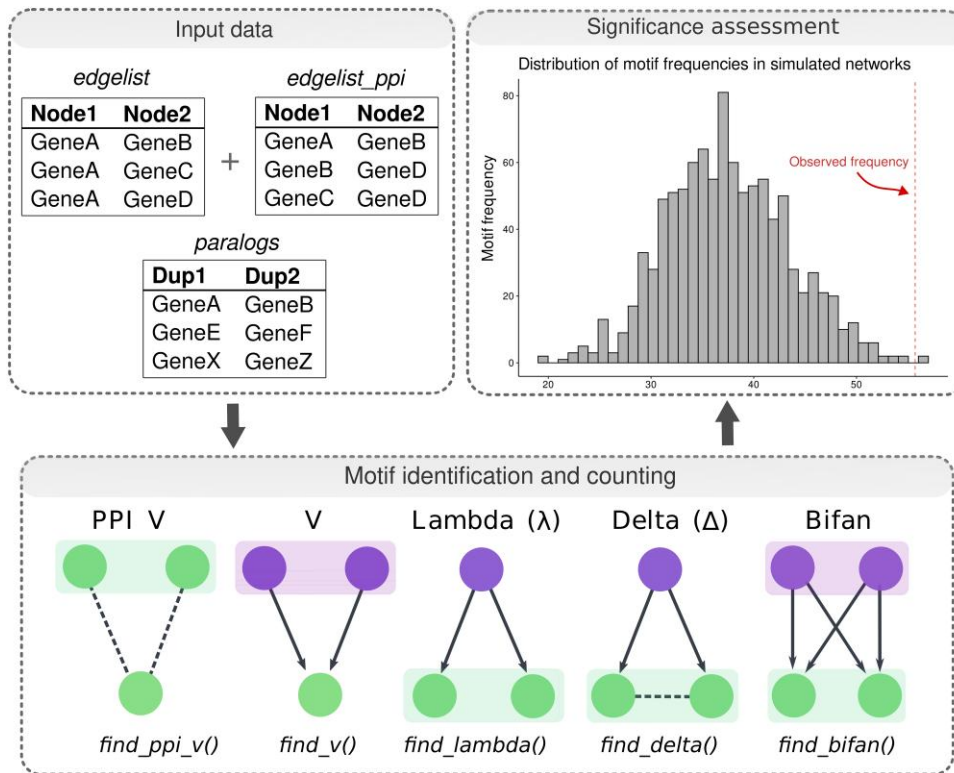 Input data
edgelist
Node1 Node2
GeneA GeneB
GeneA GeneC
GeneA GeneD
+
edgelist_ppi
Node1 Node2
GeneA GeneB
GeneB GeneD
GeneC GeneD
paralogs
Dup1 Dup2
GeneA GeneB
GeneE GeneF
GeneX GeneZ
Significance assessment
Distribution of motif frequencies in simulated networks
Motif frequency
80
60
40
20
0
20 30 40 50
Observed frequency
Motif identification and counting
PPI V
V
Lambda (λ)
Delta (Δ)
Bifan
find_ppi_v()
find_v()
find_lambda()
find_delta()
find_bifan()